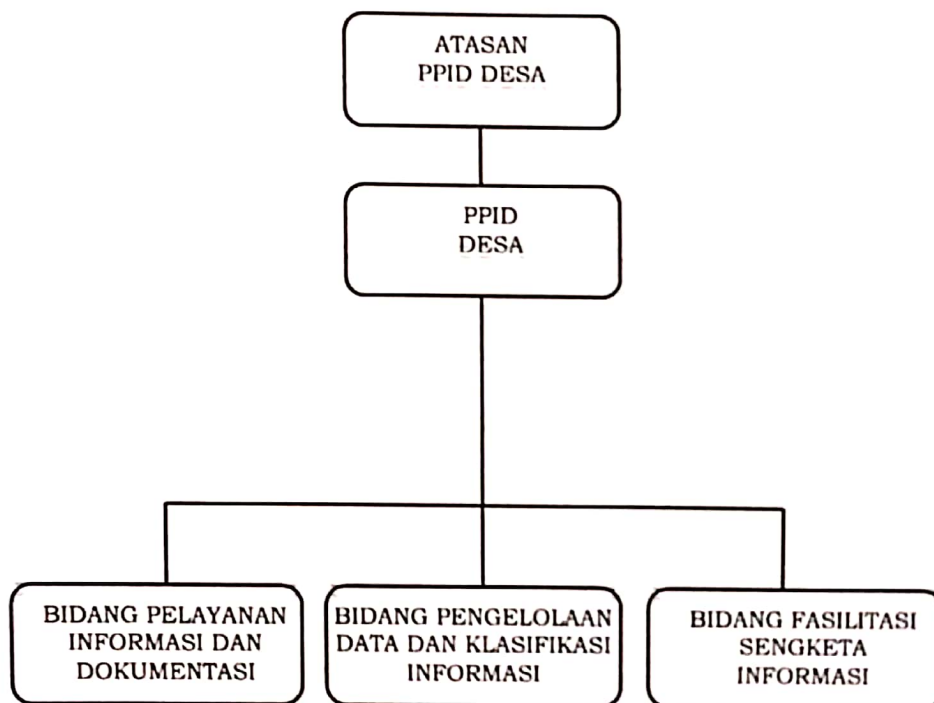 ATASAN
PPID DESA
PPID
DESA
BIDANG PELAYANAN
INFORMASI DAN
DOKUMENTASI
BIDANG PENGELOLAAN
DATA DAN KLASIFIKASI
INFORMASI
BIDANG FASILITASI
SENGKETA
INFORMASI